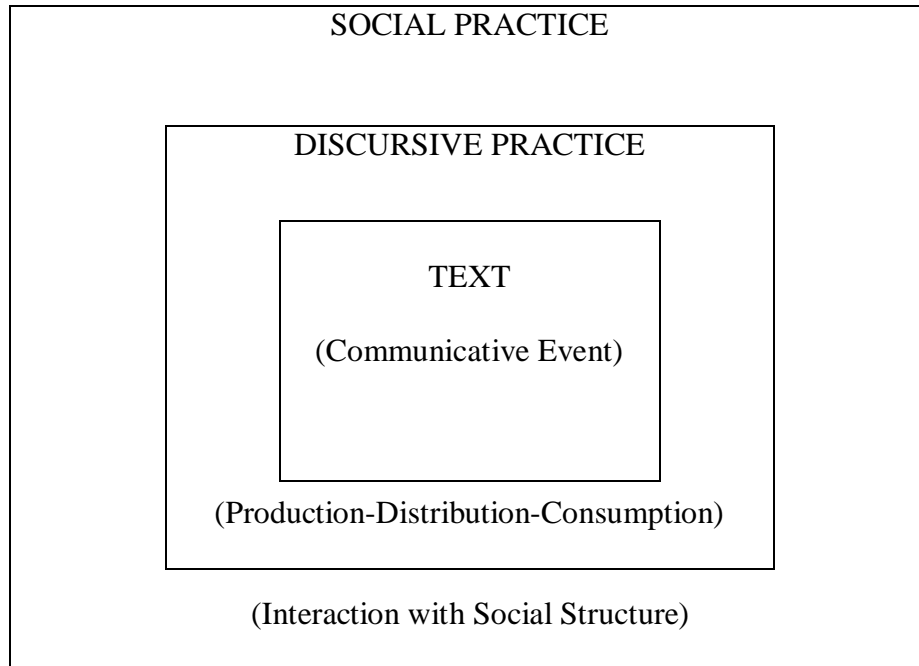 SOCIAL PRACTICE
DISCURSIVE PRACTICE
TEXT
(Communicative Event)
(Production-Distribution-Consumption)
(Interaction with Social Structure)